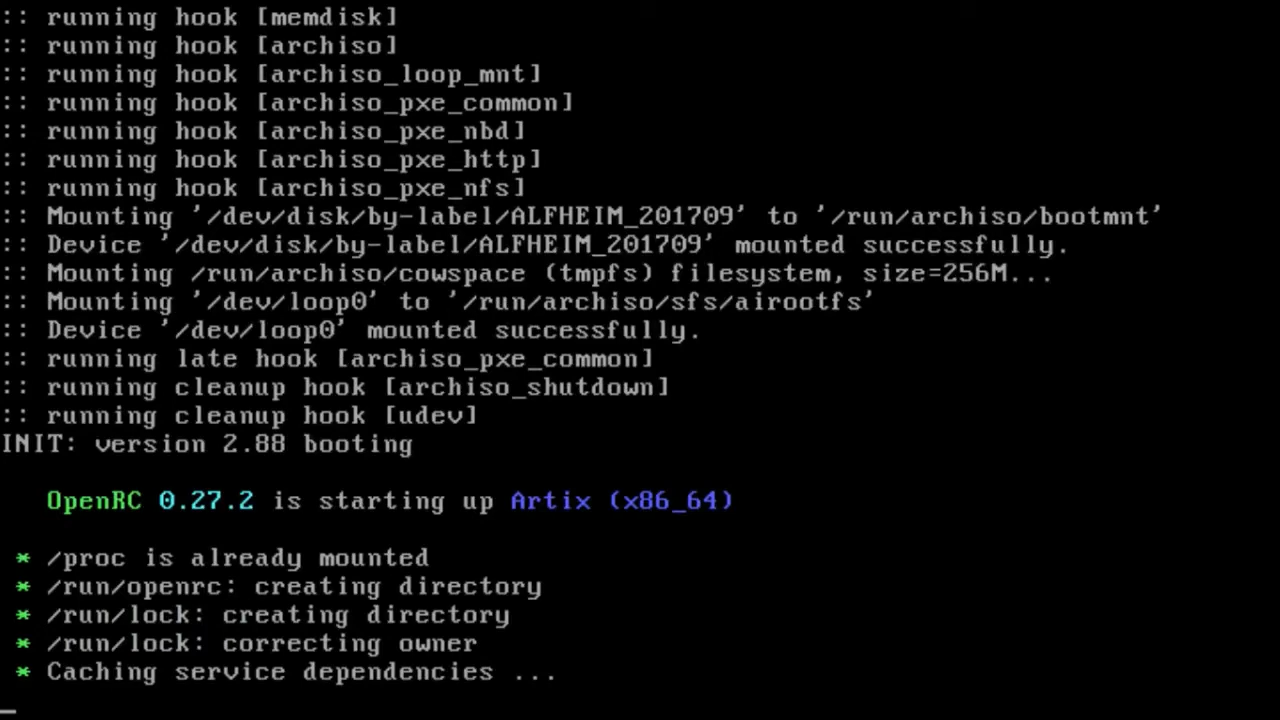 :: running hook [memdisk]
:: running hook [archiso]
:: running hook [archiso_loop_mnt]
:: running hook [archiso_pxe_common]
:: running hook [archiso_pxe_nbd]
:: running hook [archiso_pxe_http]
:: running hook [archiso_pxe_nfs]
:: Mounting '/dev/disk/by-label/ALFHEIM_201709' to '/run/archiso/bootmnt'
:: Device '/dev/disk/by-label/ALFHEIM_201709' mounted successfully.
:: Mounting /run/archiso/cowspace (tmpfs) filesystem, size=256M...
:: Mounting '/dev/loop0' to '/run/archiso/sfs/airootfs'
:: Device '/dev/loop0' mounted successfully.
:: running late hook [archiso_pxe_common]
:: running cleanup hook [archiso_shutdown]
:: running cleanup hook [udev]
INIT: version 2.88 booting
OpenRC 0.27.2 is starting up Artix (x86_64)
* /proc is already mounted
* /run/openrc: creating directory
* /run/lock: creating directory
* /run/lock: correcting owner
* Caching service dependencies ...